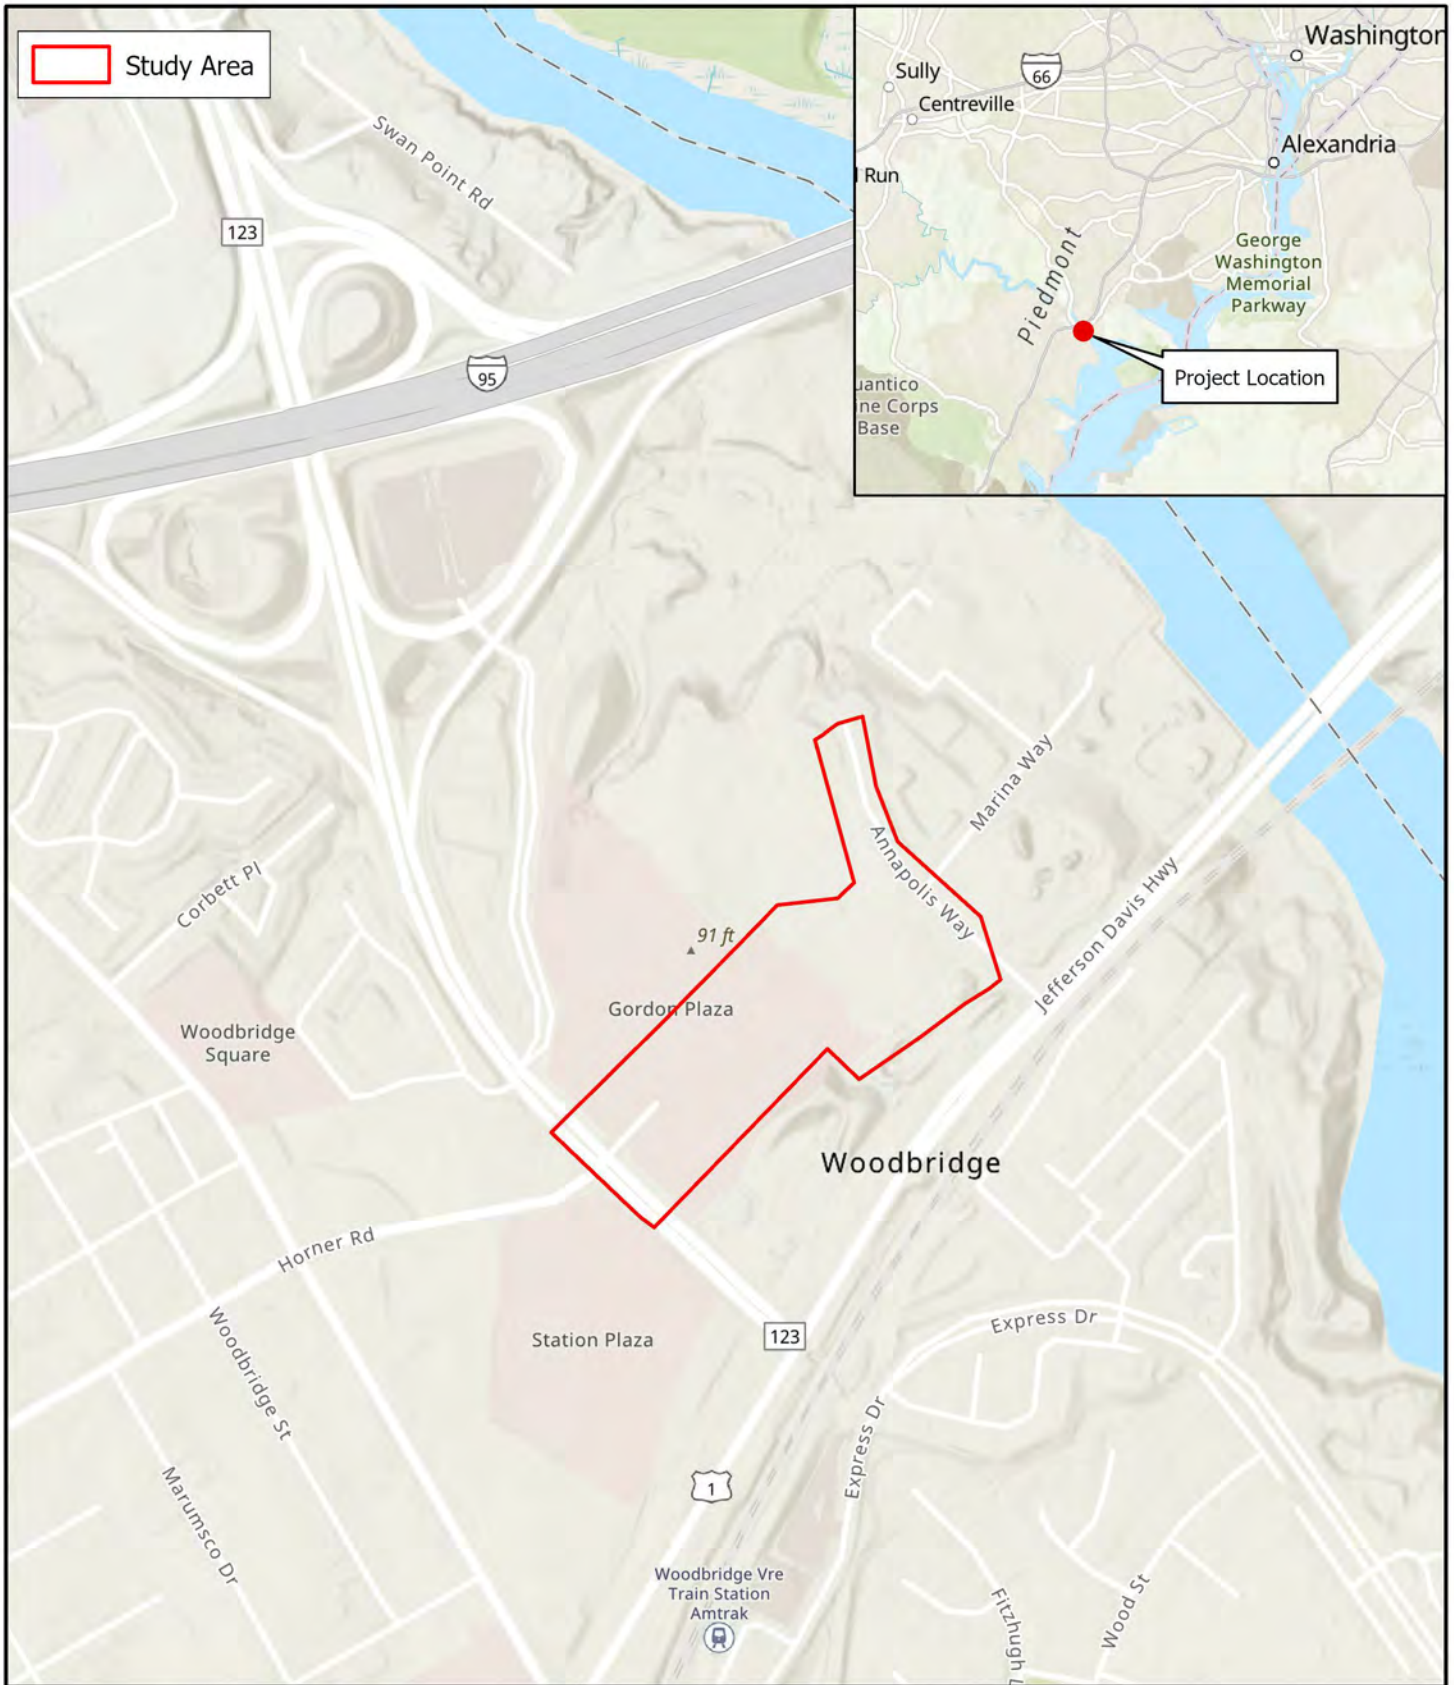 Study Area
Swan Point Rd
123
95
Washington
66
Sully
Centreville
Alexandria
l Run
Piedmont
George
Washington
Memorial
Parkway
Project Location
uantico
ine Corps
Base
Marina Way
Annapolis Way
Jefferson Davis Hwy
Corbett Pl
91 ft
Gordon Plaza
Woodbridge
Square
Woodbridge
Horner Rd
Woodbridge St
Station Plaza
123
Express Dr
Express Dr
Marumsco Dr
1
Woodbridge Vre
Train Station
Amtrak
Fitzhugh L
Wood St